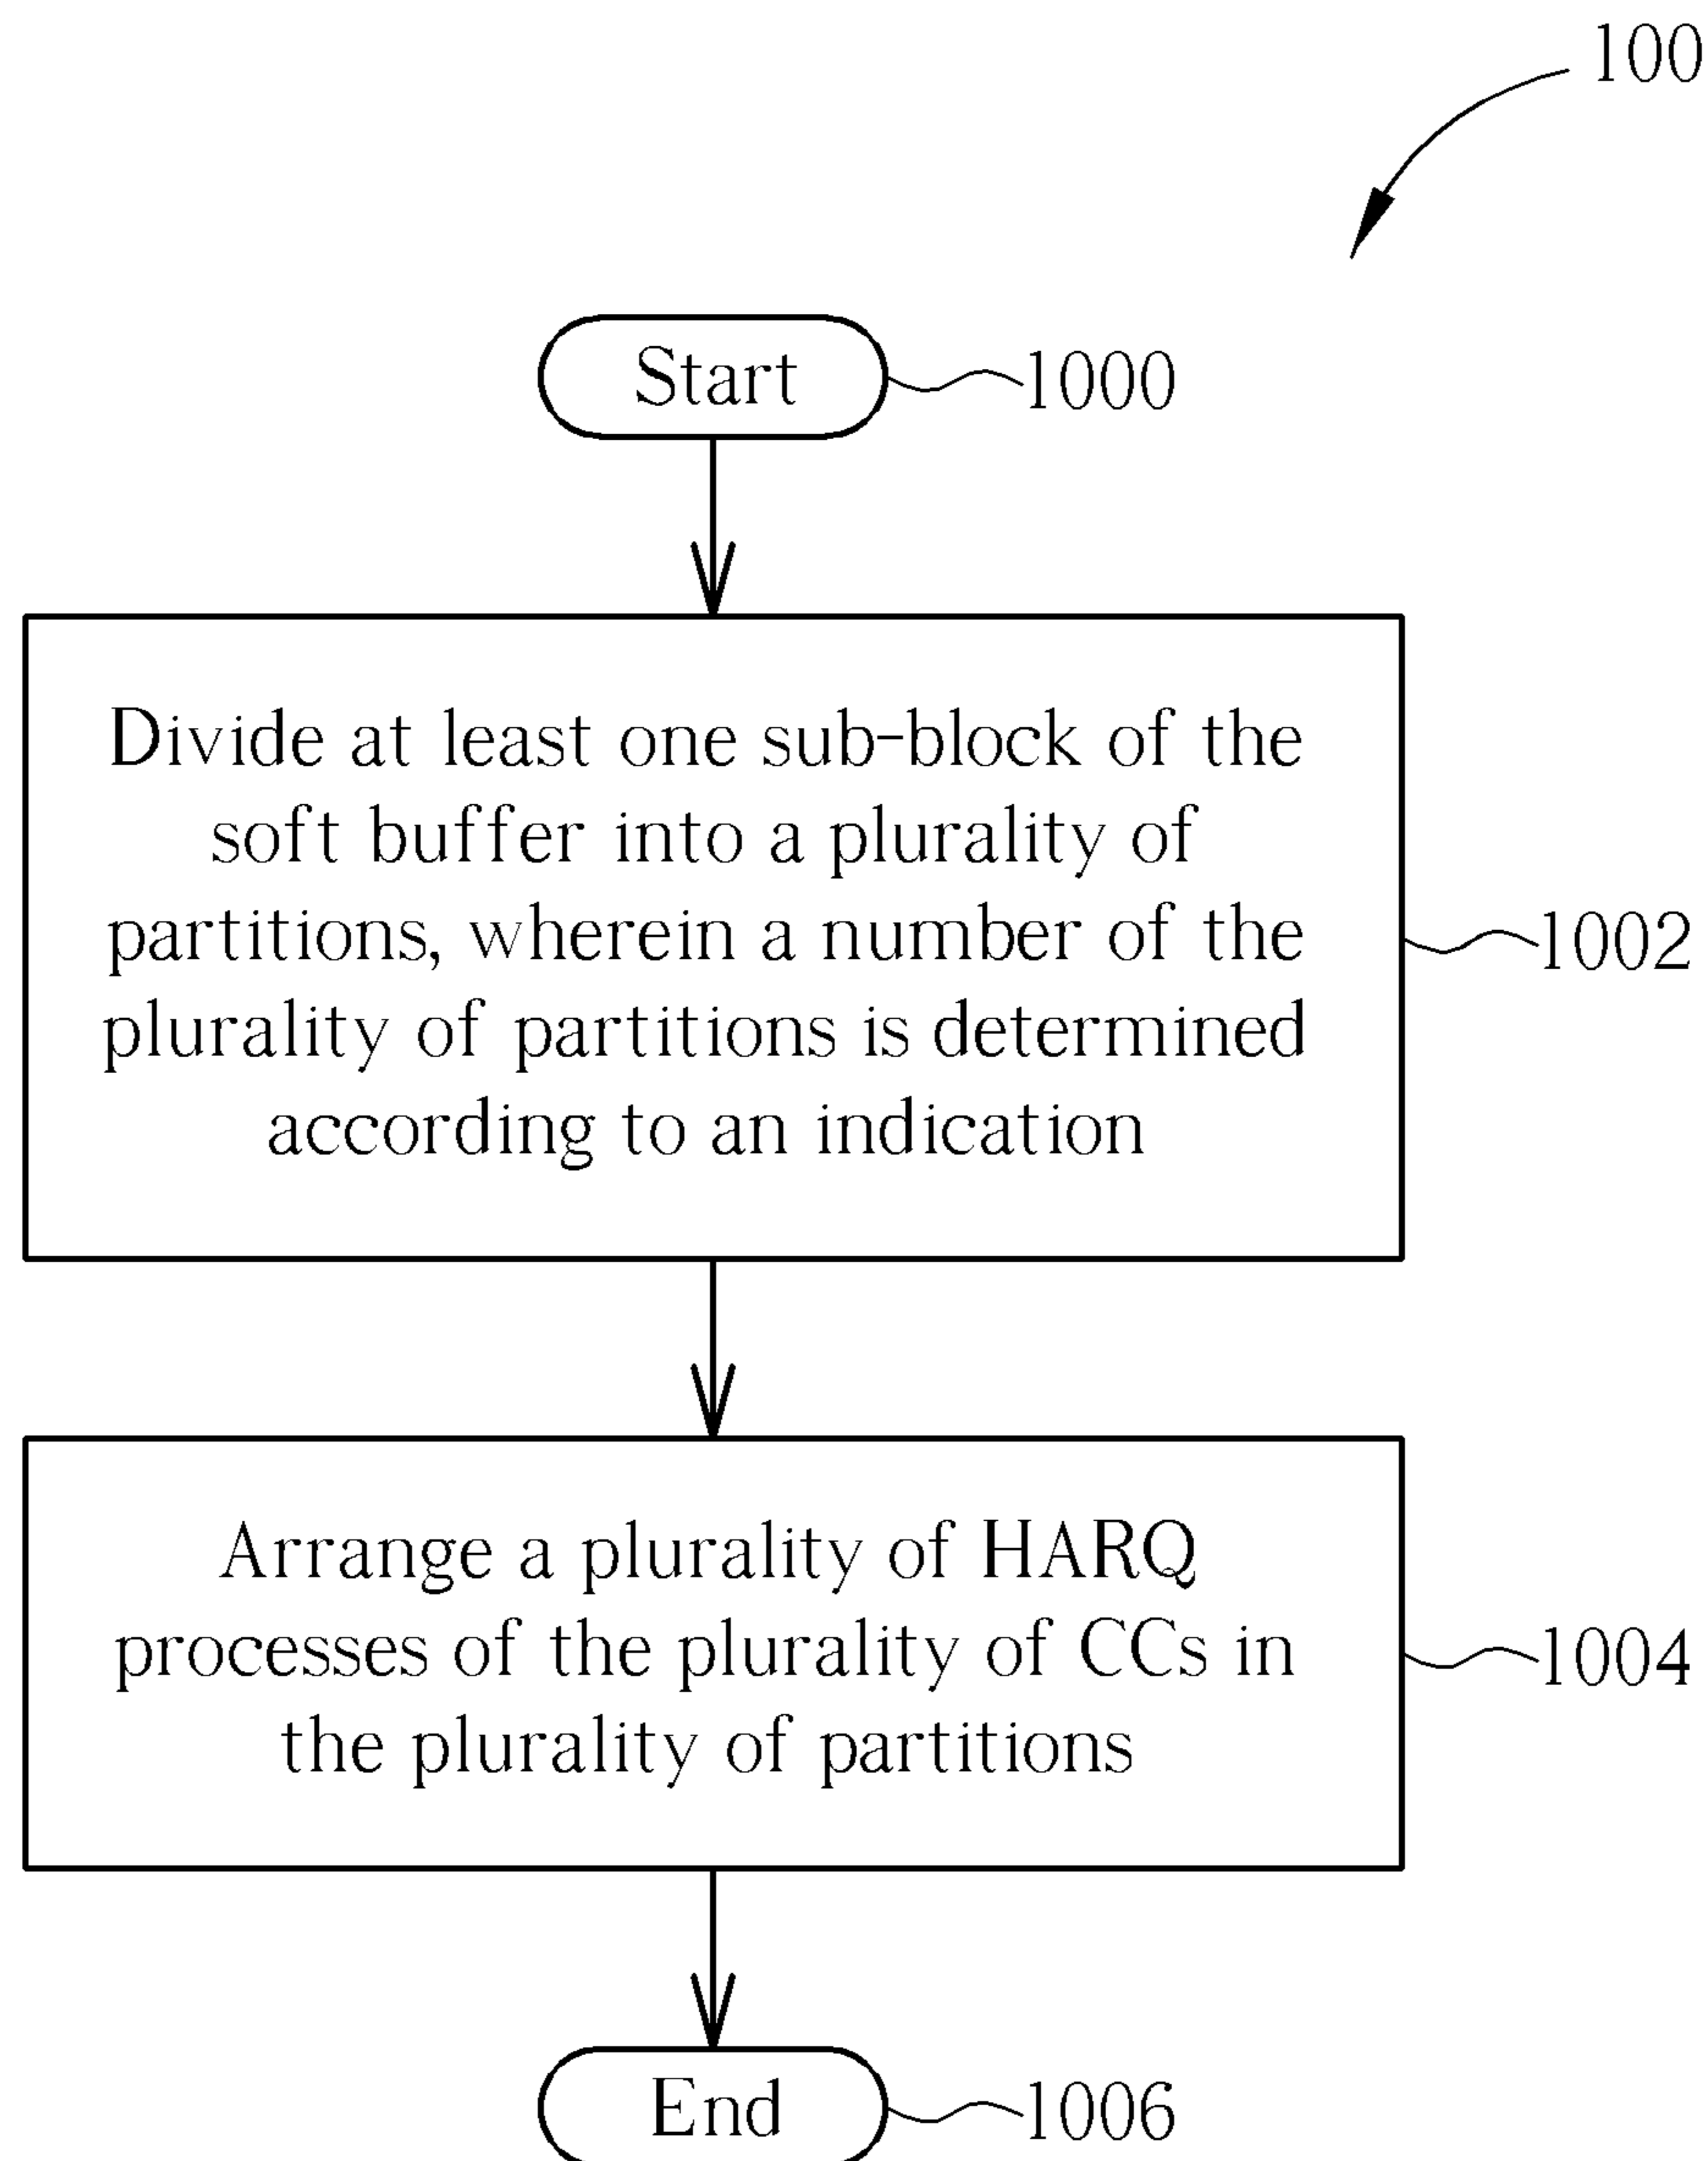 100
Start
1000
Divide at least one sub-block of the
soft buffer into a plurality of
partitions, wherein a number of the
plurality of partitions is determined
according to an indication
1002
Arrange a plurality of HARQ
processes of the plurality of CCs in
the plurality of partitions
1004
End
1006